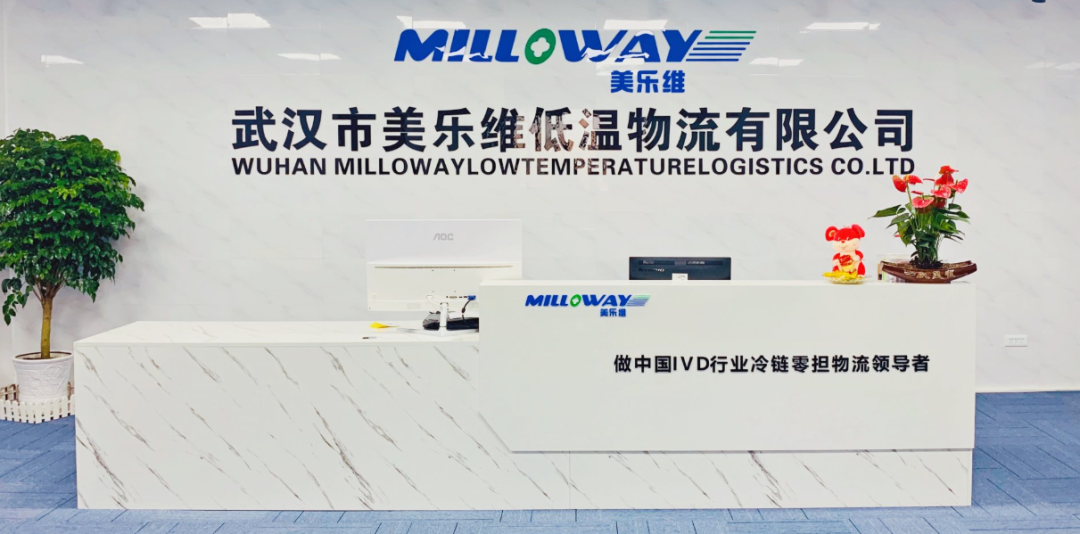 MILLOWAY
美乐维
武汉市美乐维低温物流有限公司
WUHAN MILLOWAYLOWTEMPERATURELOGISTICS CO.LTD
AOC
MILLOWAY
美乐维
做中国IVD行业冷链零担物流领导者